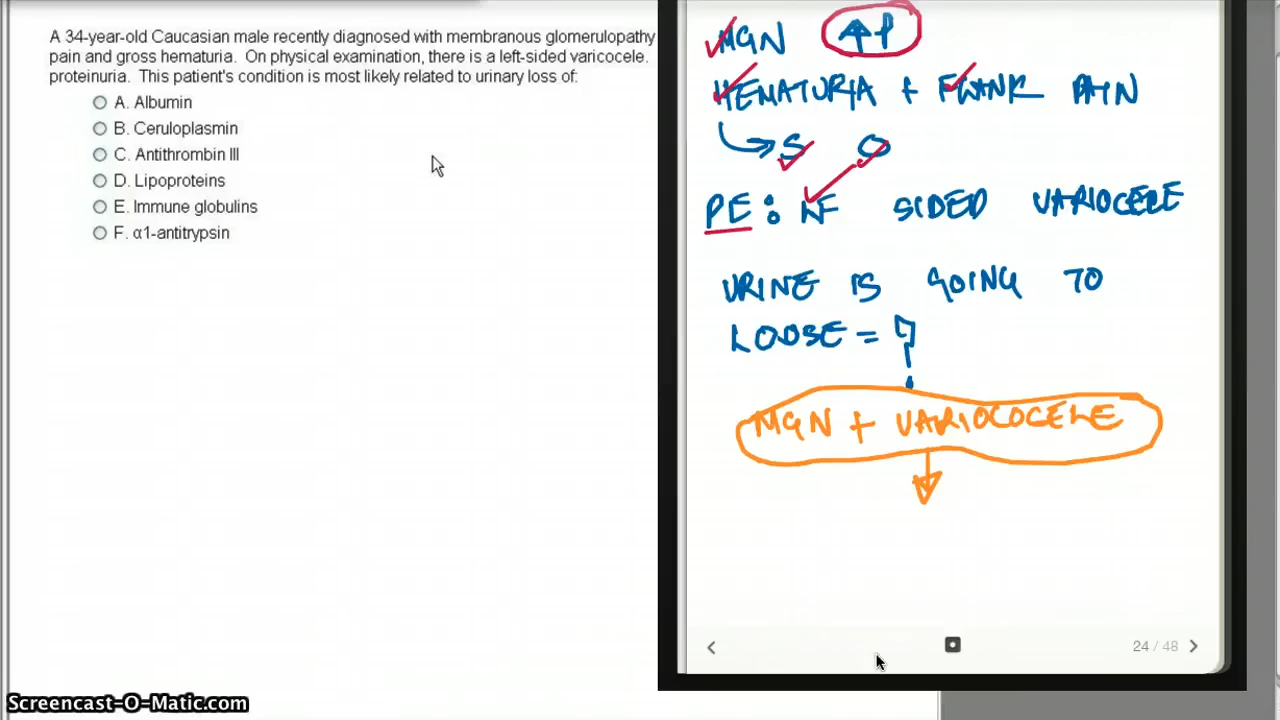 A 34-year-old Caucasian male recently diagnosed with membranous glomerulopathy
pain and gross hematuria. On physical examination, there is a left-sided varicocele.
proteinuria. This patient's condition is most likely related to urinary loss of:
A. Albumin
B. Ceruloplasmin
C. Antithrombin III
D. Lipoproteins
E. Immune globulins
F. α1-antitrypsin
MGN ↑P
HEMATURIA + FLANK PAIN
↳ S O
PE: LF SIDED VARIOCELE
URINE IS GOING TO
LOOSE = ?
MGN + VARIOCOCELE
24 / 48
Screencast-O-Matic.com